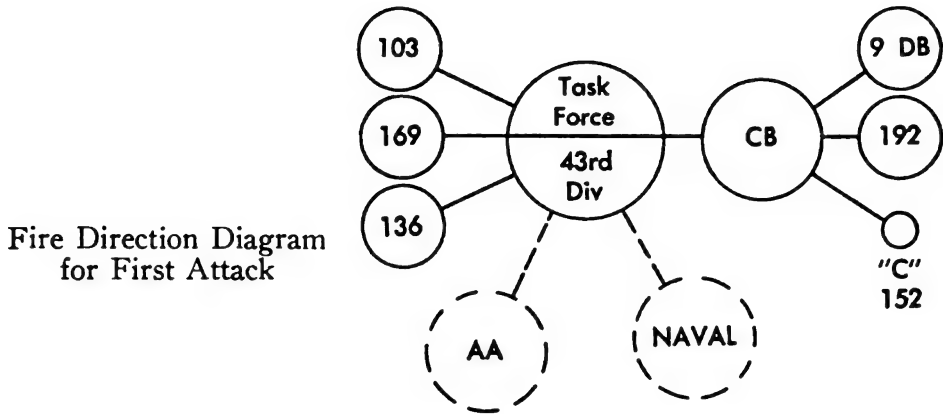 103
169
136
Task
Force
43rd
Div
CB
9 DB
192
"C"
152
AA
NAVAL
Fire Direction Diagram
for First Attack